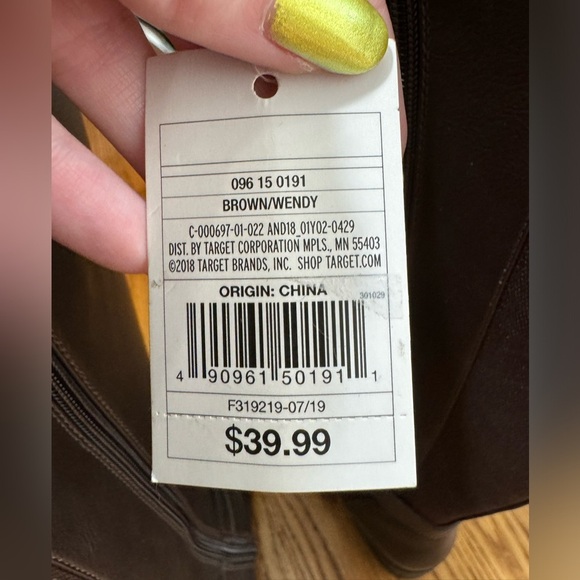 096 15 0191
BROWN/WENDY
C-000697-01-022 AND18_01Y02-0429
DIST. BY TARGET CORPORATION MPLS., MN 55403
©2018 TARGET BRANDS, INC. SHOP TARGET.COM
ORIGIN: CHINA
301029
4 90961 50191 1
F319219-07/19
$39.99